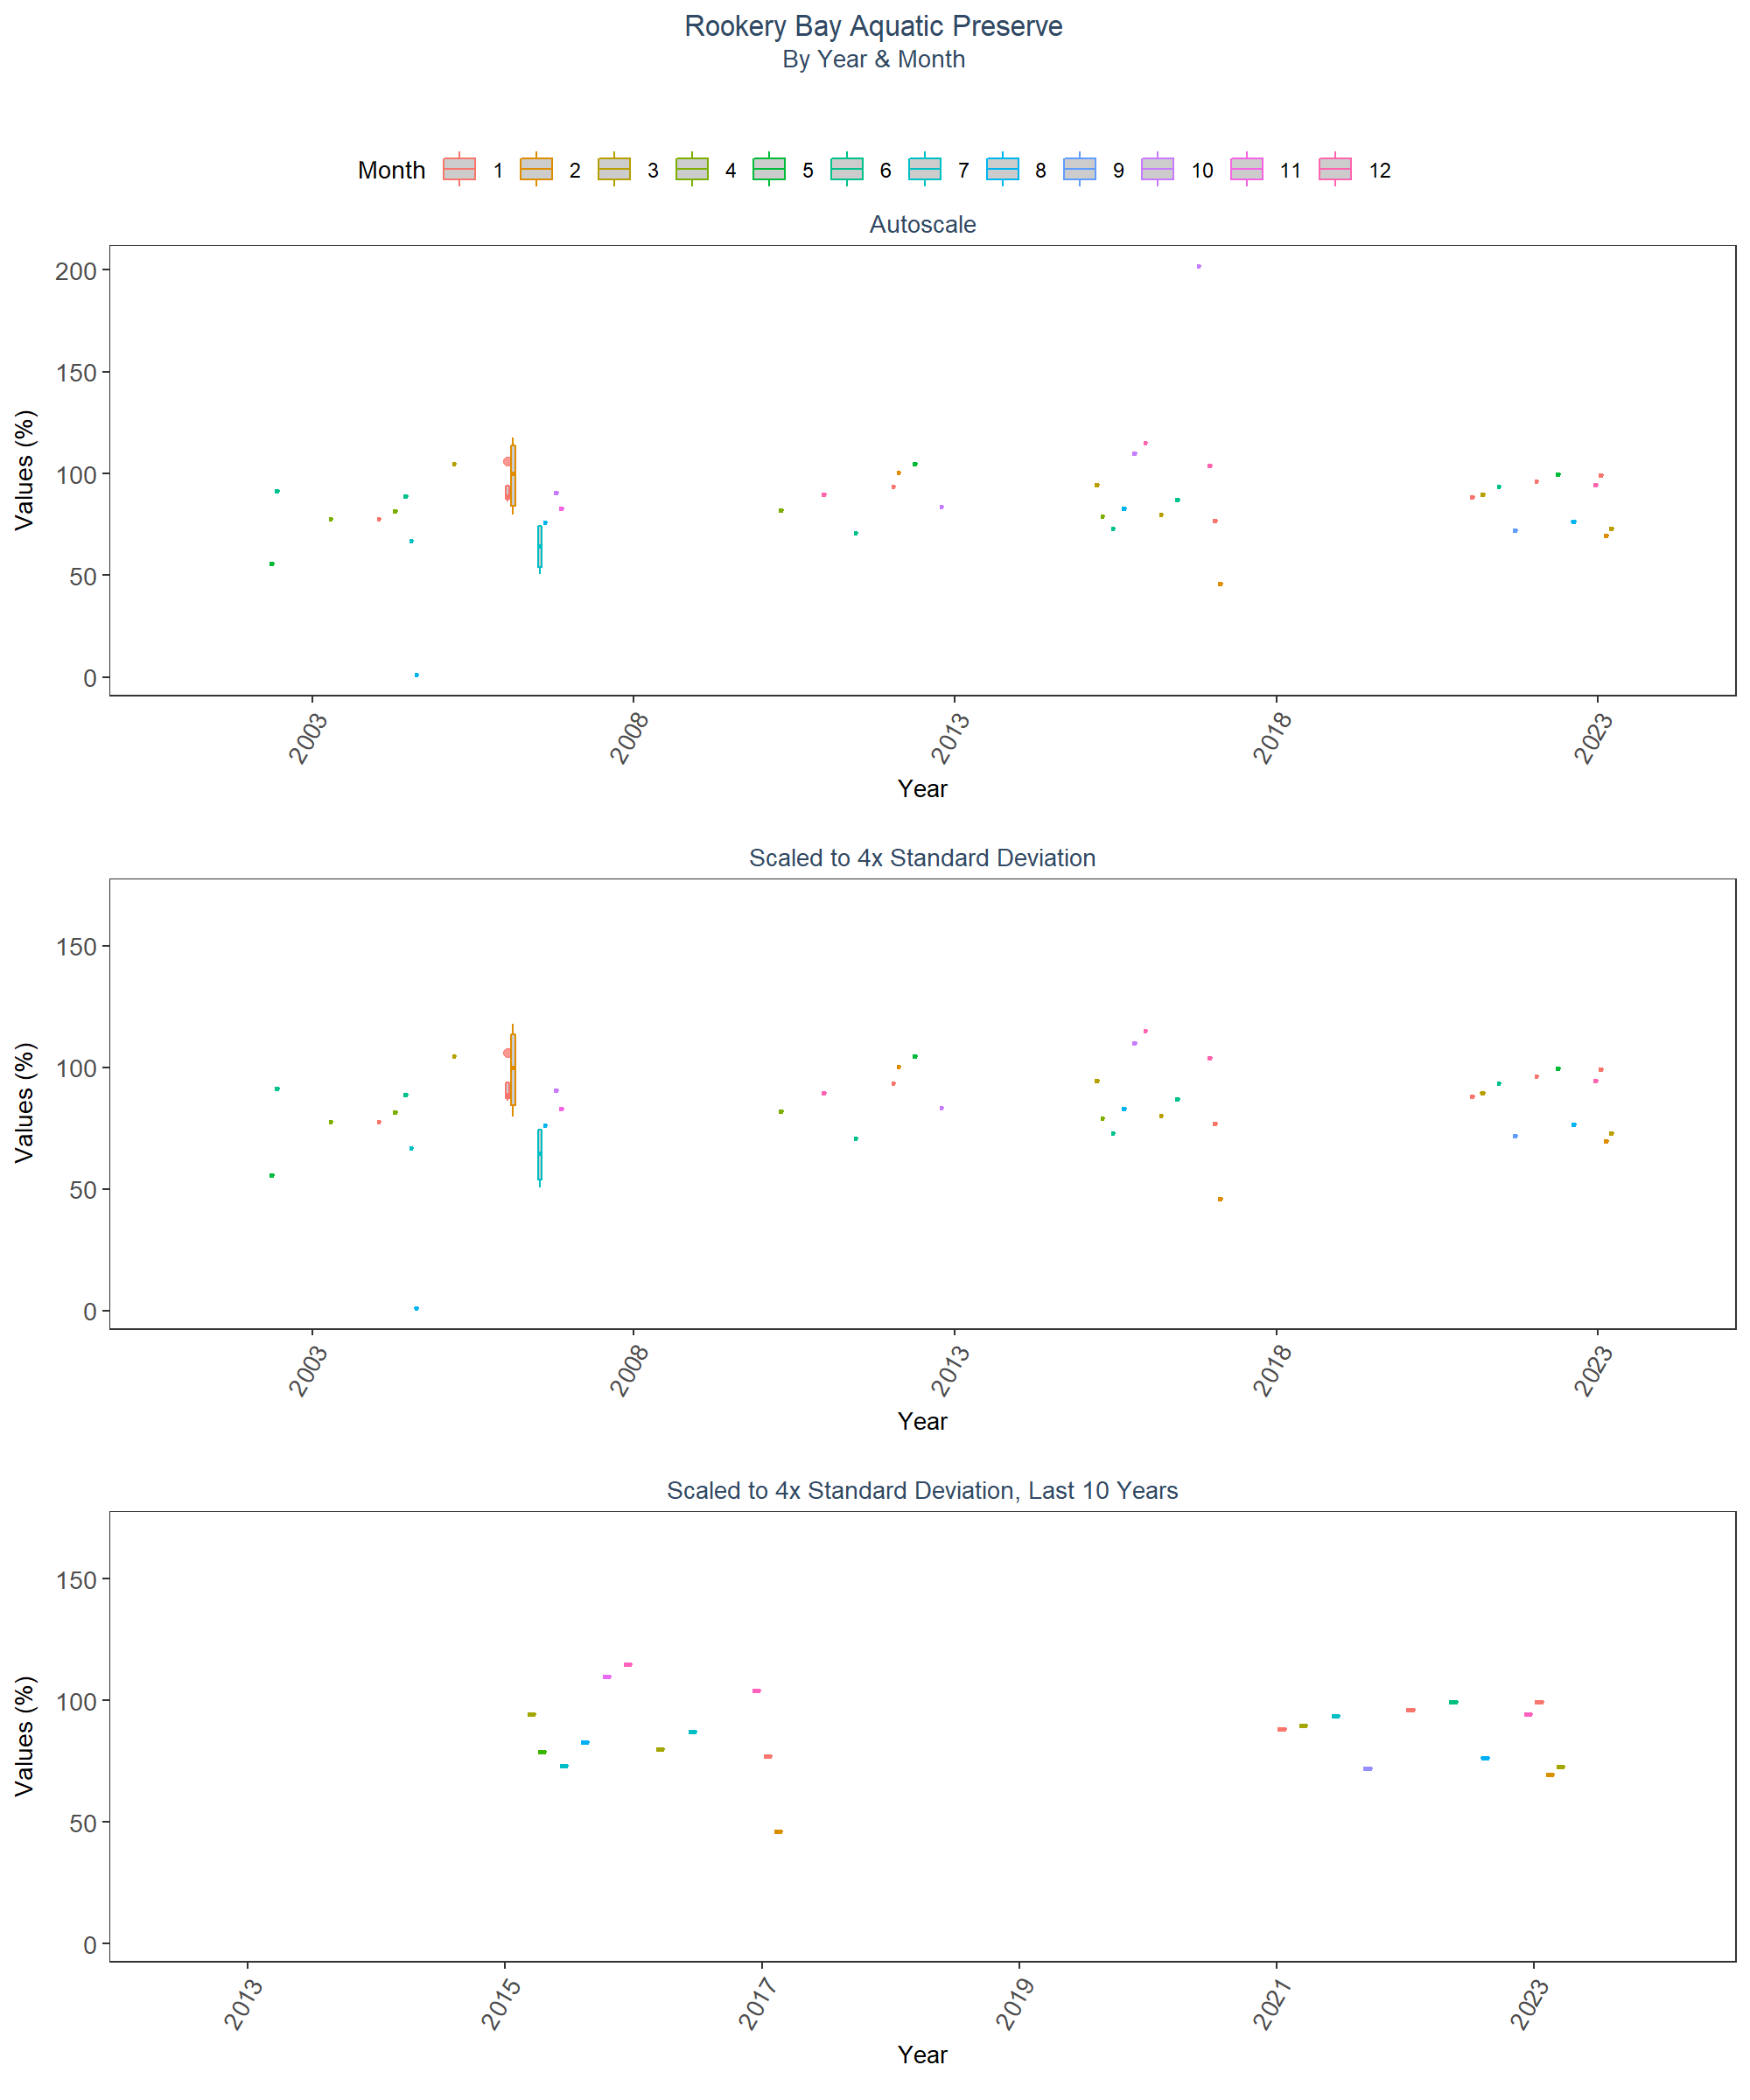 Rookery Bay Aquatic Preserve
By Year & Month
Month 1 2 3 4 5 6 7 8 9 10 11 12
Autoscale
200
150
100
50
0
Values (%)
2003 2008 2013 2018 2023
Year
Scaled to 4x Standard Deviation
150
100
50
0
Values (%)
2003 2008 2013 2018 2023
Year
Scaled to 4x Standard Deviation, Last 10 Years
150
100
50
0
Values (%)
2013 2015 2017 2019 2021 2023
Year